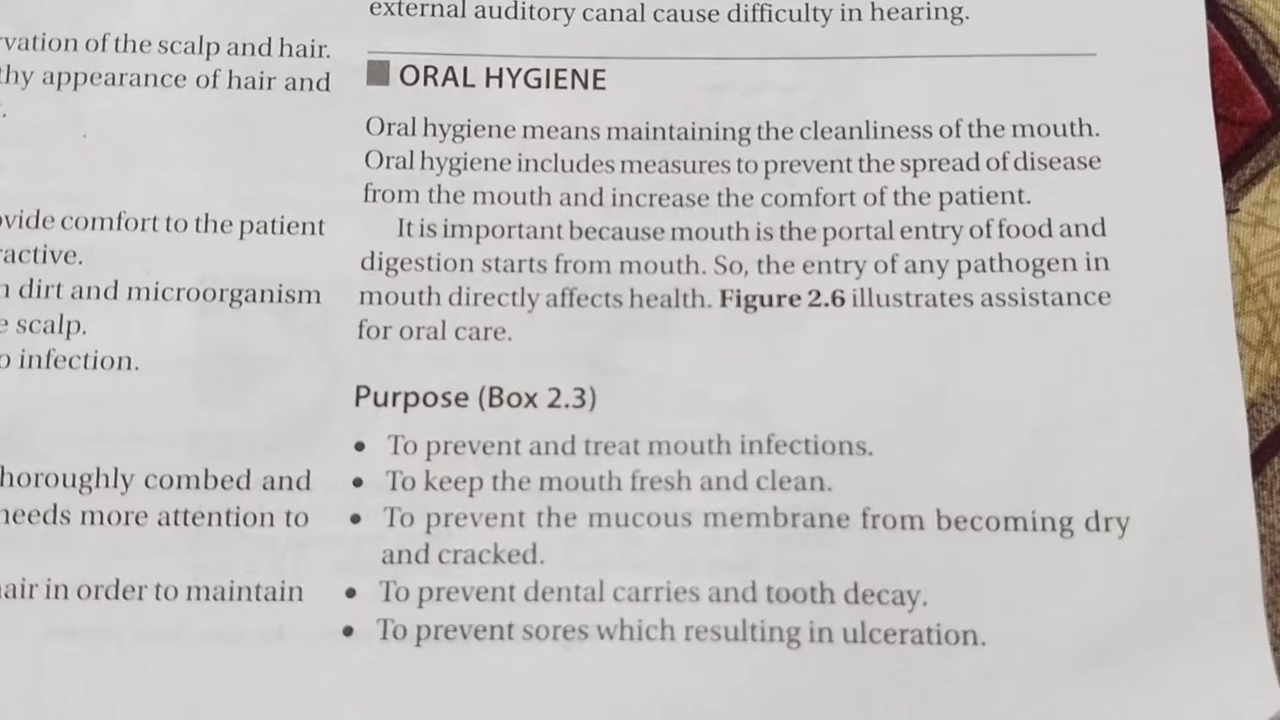 vation of the scalp and hair.
thy appearance of hair and
vide comfort to the patient
active.
dirt and microorganism
scalp.
infection.
horoughly combed and
needs more attention to
air in order to maintain
external auditory canal cause difficulty in hearing.
ORAL HYGIENE
Oral hygiene means maintaining the cleanliness of the mouth.
Oral hygiene includes measures to prevent the spread of disease
from the mouth and increase the comfort of the patient.
It is important because mouth is the portal entry of food and
digestion starts from mouth. So, the entry of any pathogen in
mouth directly affects health. Figure 2.6 illustrates assistance
for oral care.
Purpose (Box 2.3)
• To prevent and treat mouth infections.
• To keep the mouth fresh and clean.
• To prevent the mucous membrane from becoming dry
and cracked.
• To prevent dental carries and tooth decay.
• To prevent sores which resulting in ulceration.